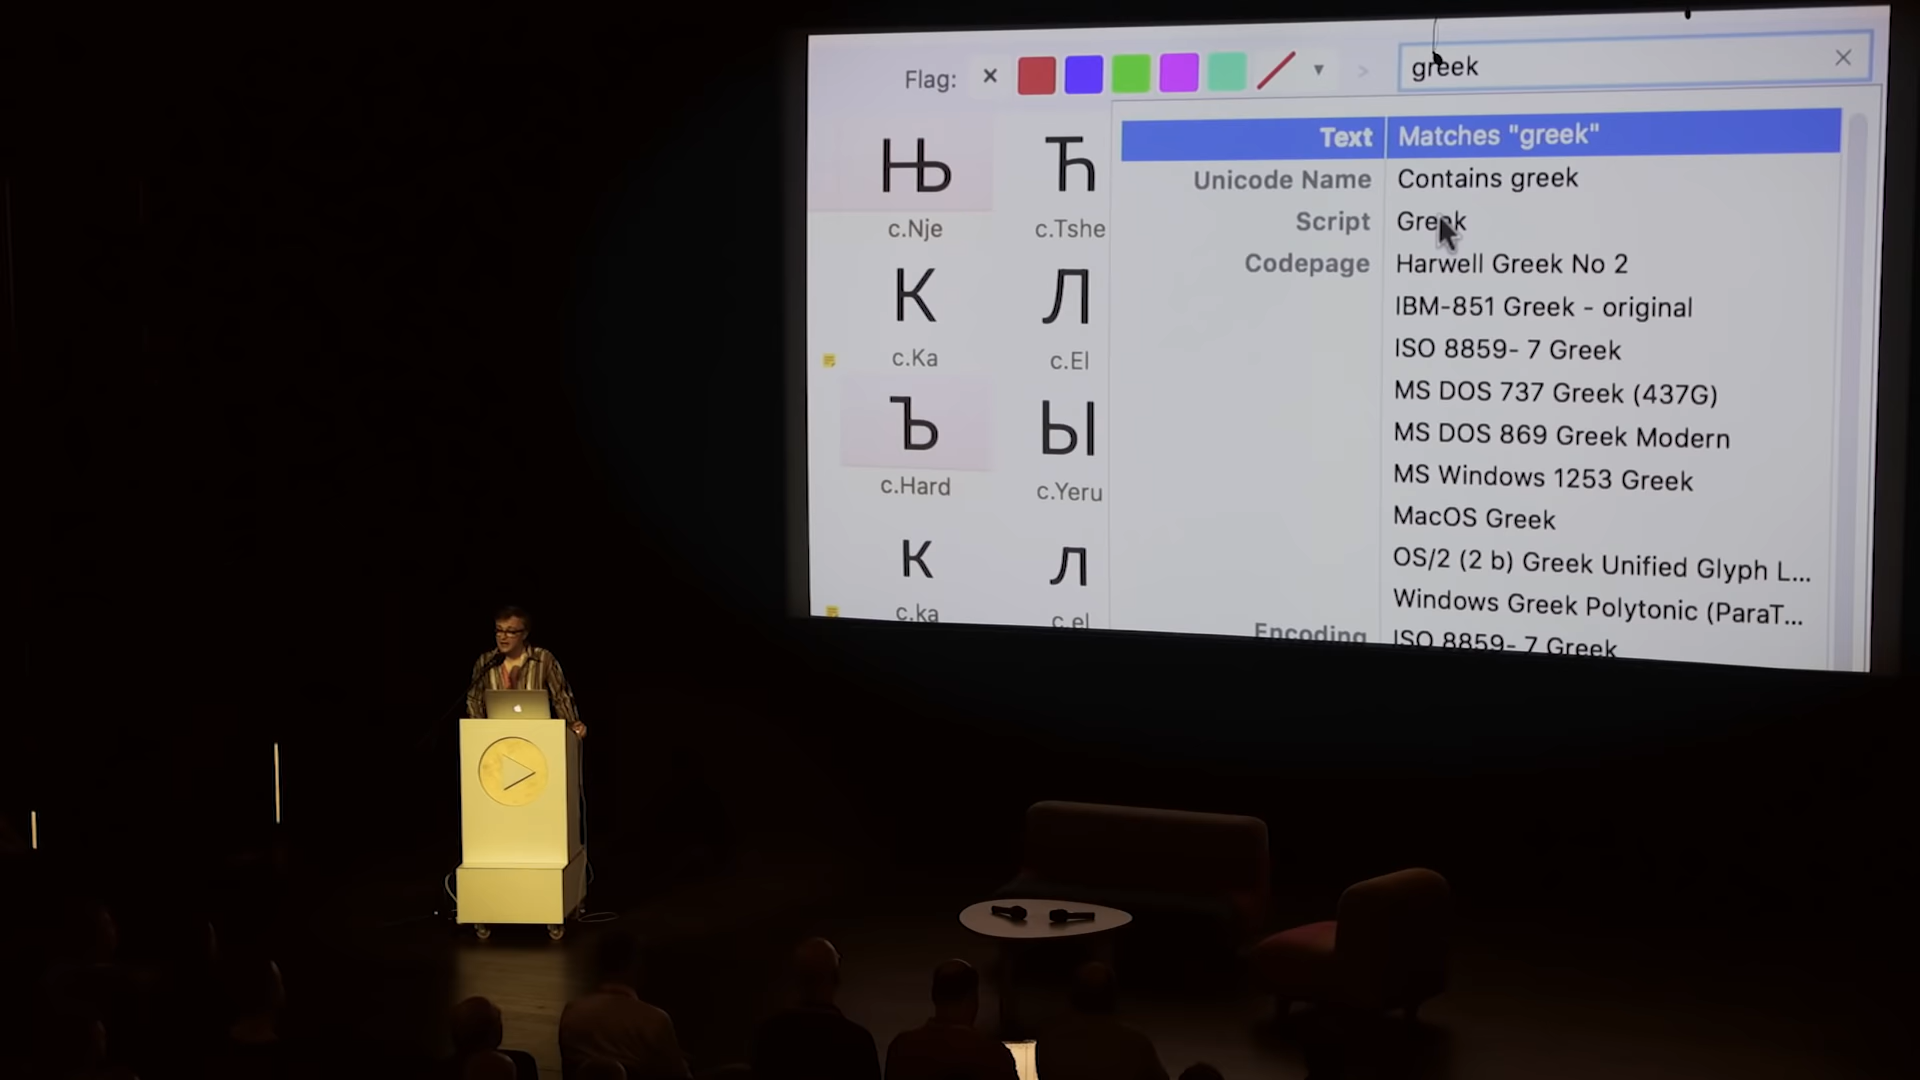 Flag:
greek
Њ Ћ
c.Nje c.Tshe
К Л
c.Ka c.El
Ъ Ы
c.Hard c.Yeru
к л
c.ka c.el
Text Matches "greek"
Unicode Name Contains greek
Script Greek
Codepage Harwell Greek No 2
IBM-851 Greek - original
ISO 8859- 7 Greek
MS DOS 737 Greek (437G)
MS DOS 869 Greek Modern
MS Windows 1253 Greek
MacOS Greek
OS/2 (2 b) Greek Unified Glyph L...
Windows Greek Polytonic (ParaT...
Encoding ISO 8859- 7 Greek